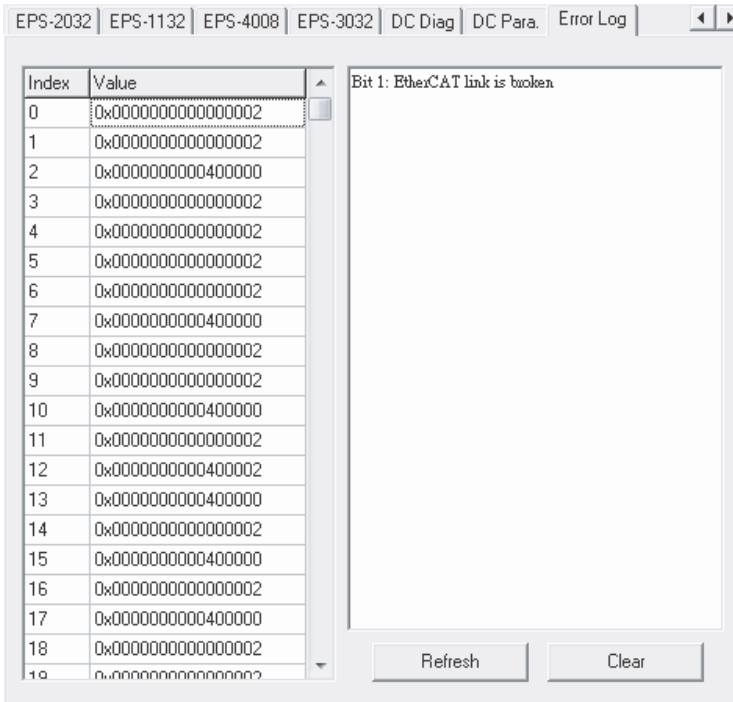 EPS-2032 EPS-1132 EPS-4008 EPS-3032 DC Diag DC Para. Error Log
Index Value
0 0x0000000000000002
1 0x0000000000000002
2 0x0000000000400000
3 0x0000000000000002
4 0x0000000000000002
5 0x0000000000000002
6 0x0000000000000002
7 0x0000000000400000
8 0x0000000000000002
9 0x0000000000000002
10 0x0000000000400000
11 0x0000000000000002
12 0x0000000000400002
13 0x0000000000400000
14 0x0000000000000002
15 0x0000000000400000
16 0x0000000000000002
17 0x0000000000400000
18 0x0000000000000002
19 0x0000000000000002
Bit 1: EtherCAT link is broken
Refresh Clear